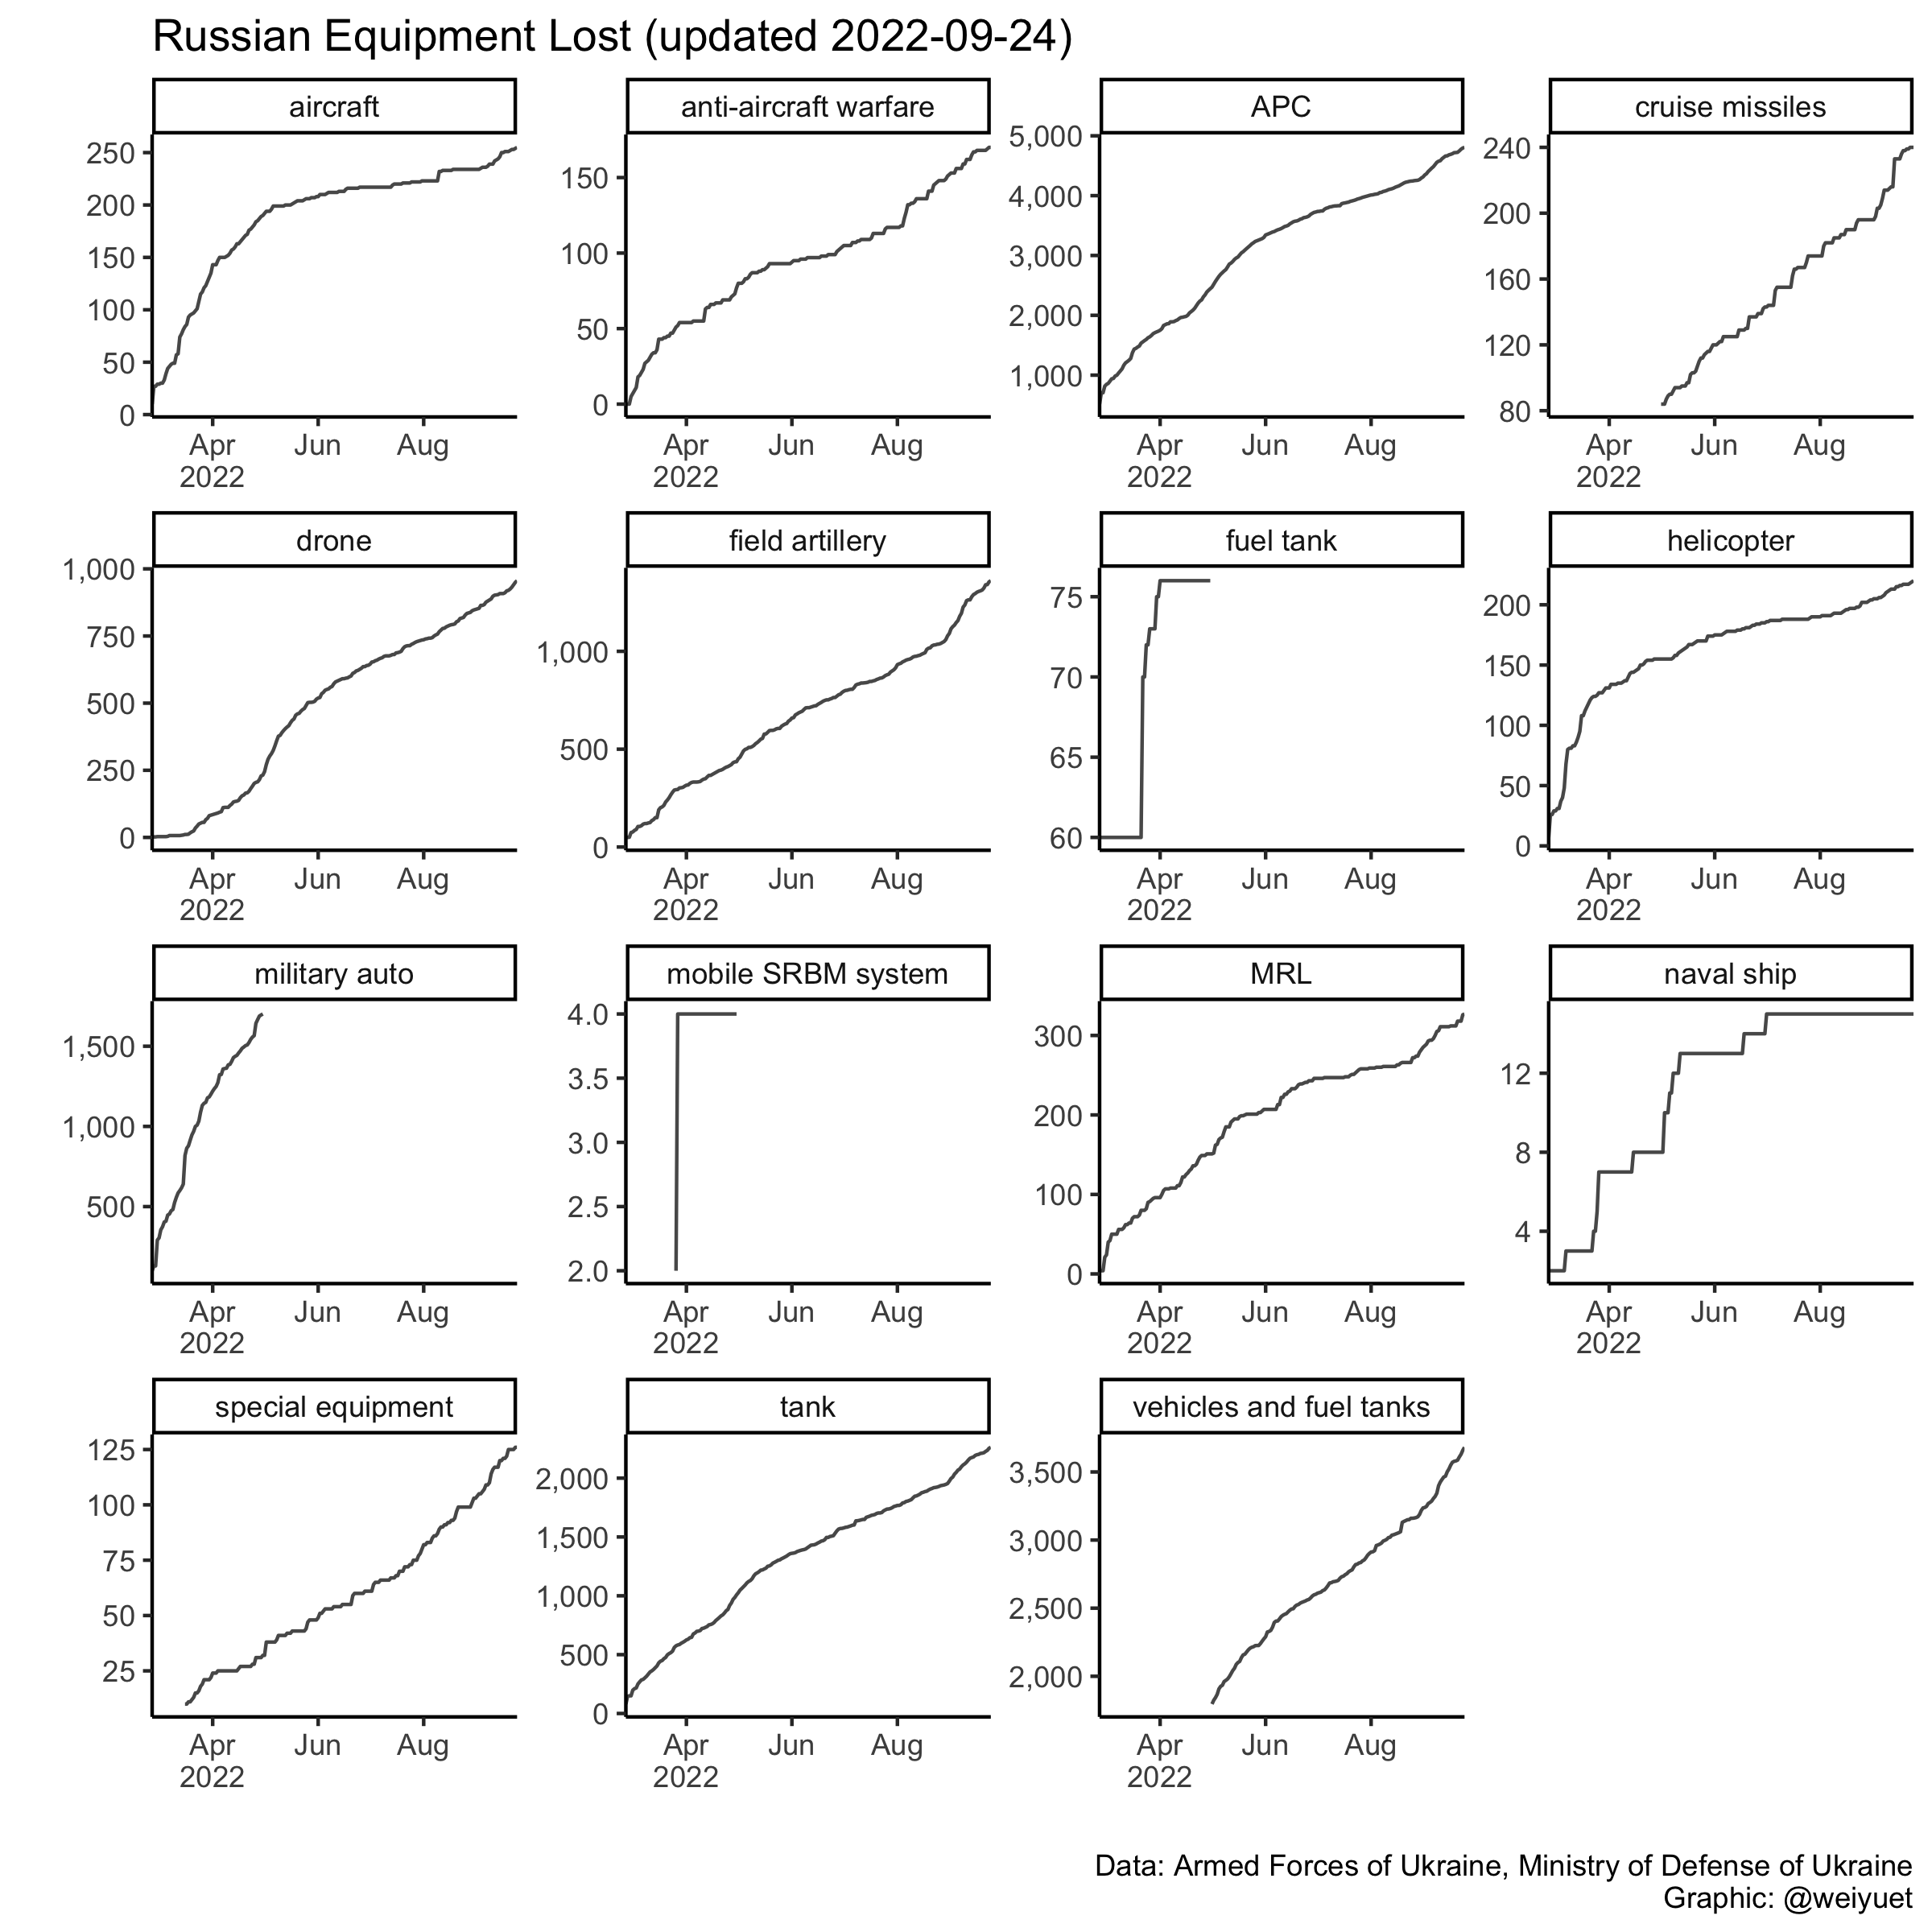 Russian Equipment Lost (updated 2022-09-24)
aircraft
250
200
150
100
50
0
Apr Jun Aug
2022
anti-aircraft warfare
150
100
50
0
Apr Jun Aug
2022
APC
5,000
4,000
3,000
2,000
1,000
Apr Jun Aug
2022
cruise missiles
240
200
160
120
80
Apr Jun Aug
2022
drone
1,000
750
500
250
0
Apr Jun Aug
2022
field artillery
1,000
500
0
Apr Jun Aug
2022
fuel tank
75
70
65
60
Apr Jun Aug
2022
helicopter
200
150
100
50
0
Apr Jun Aug
2022
military auto
1,500
1,000
500
Apr Jun Aug
2022
mobile SRBM system
4.0
3.5
3.0
2.5
2.0
Apr Jun Aug
2022
MRL
300
200
100
0
Apr Jun Aug
2022
naval ship
12
8
4
Apr Jun Aug
2022
special equipment
125
100
75
50
25
Apr Jun Aug
2022
tank
2,000
1,500
1,000
500
0
Apr Jun Aug
2022
vehicles and fuel tanks
3,500
3,000
2,500
2,000
Apr Jun Aug
2022
Data: Armed Forces of Ukraine, Ministry of Defense of Ukraine
Graphic: @weiyuet